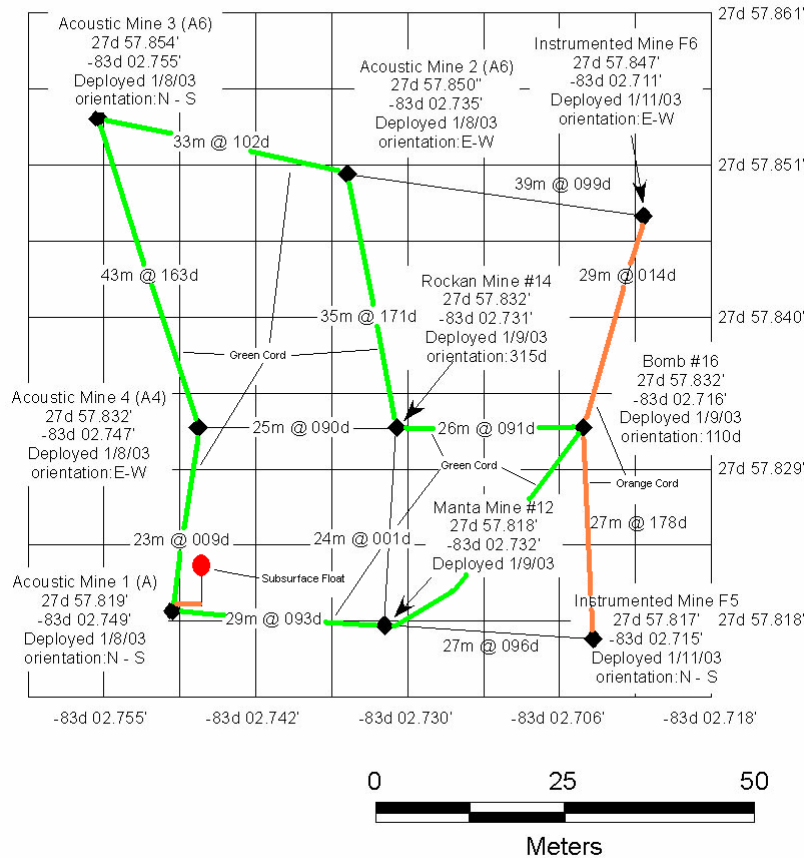 27d 57.861'
Acoustic Mine 3 (A6)
27d 57.854'
-83d 02.755'
Deployed 1/8/03
orientation:N - S
Acoustic Mine 2 (A6)
27d 57.850"
-83d 02.735'
Deployed 1/8/03
orientation:E-W
Instrumented Mine F6
27d 57.847'
-83d 02.711'
Deployed 1/11/03
orientation:E-W
33m @ 102d
27d 57.851'
39m @ 099d
43m @ 163d
35m @ 171d
Rockan Mine #14
27d 57.832'
-83d 02.731'
Deployed 1/9/03
orientation:315d
29m @ 014d
27d 57.840'
Green Cord
Bomb #16
27d 57.832'
-83d 02.716'
Deployed 1/9/03
orientation:110d
Acoustic Mine 4 (A4)
27d 57.832'
-83d 02.747'
Deployed 1/8/03
orientation:E-W
25m @ 090d
26m @ 091d
Green Cord
Orange Cord
27d 57.829'
23m @ 009d
24m @ 001d
Manta Mine #12
27d 57.818'
-83d 02.732'
Deployed 1/9/03
27m @ 178d
Subsurface Float
Acoustic Mine 1 (A)
27d 57.819'
-83d 02.749'
Deployed 1/8/03
orientation:N - S
29m @ 093d
27m @ 096d
Instrumented Mine F5
27d 57.817'
-83d 02.715'
Deployed 1/11/03
orientation:N - S
27d 57.818'
-83d 02.755'
-83d 02.742'
-83d 02.730'
-83d 02.706'
-83d 02.718'
0
25
50
Meters